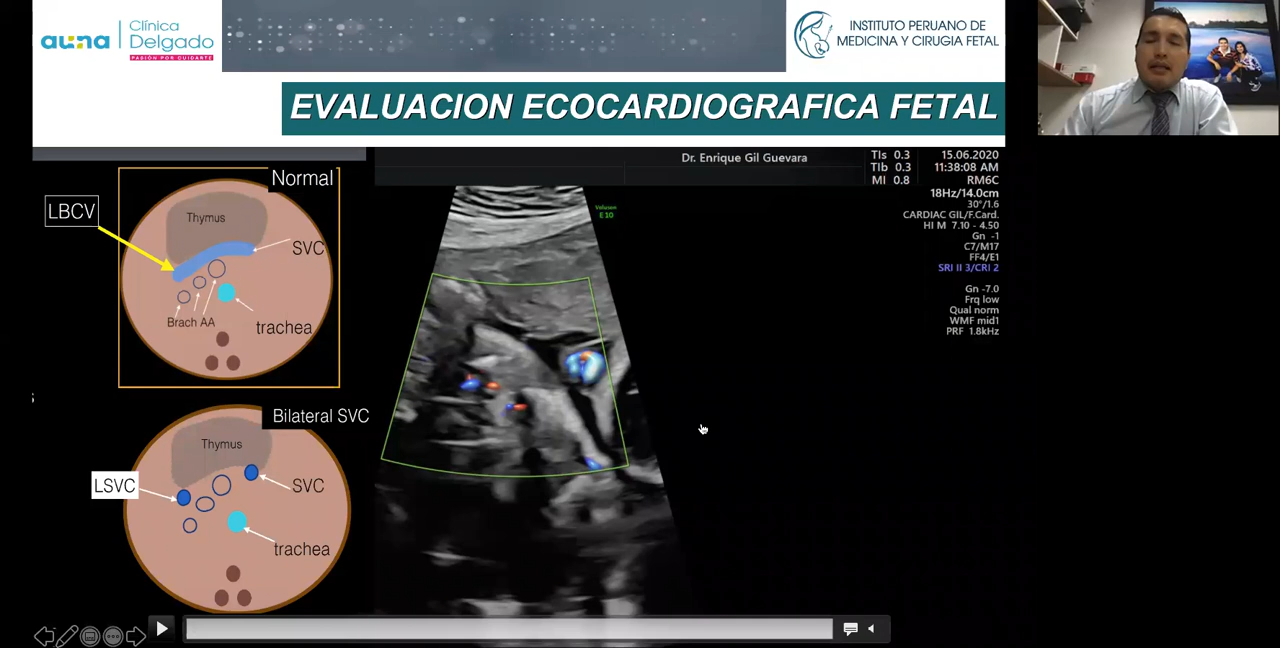 auna
Clínica
Delgado
PASIÓN POR CUIDARTE
INSTITUTO PERUANO DE
MEDICINA Y CIRUGIA FETAL
EVALUACION ECOCARDIOGRAFICA FETAL
Normal
LBCV
Thymus
SVC
Brach AA
trachea
Bilateral SVC
Thymus
LSVC
SVC
trachea
Dr. Enrique Gil Guevara
TIs 0.3
TIb 0.3
MI 0.8
15.06.2020
11:38:08 AM
RM6C
18Hz/14.0cm
30°/1.6
CARDIAC GIL/F.Card.
HI M 7.10 - 4.50
Gn -1
C7/M17
FF4/E1
SRI II 3/CRI 2
Gn -7.0
Frq low
Qual norm
WMF mid1
PRF 1.8kHz
Voluson
E10